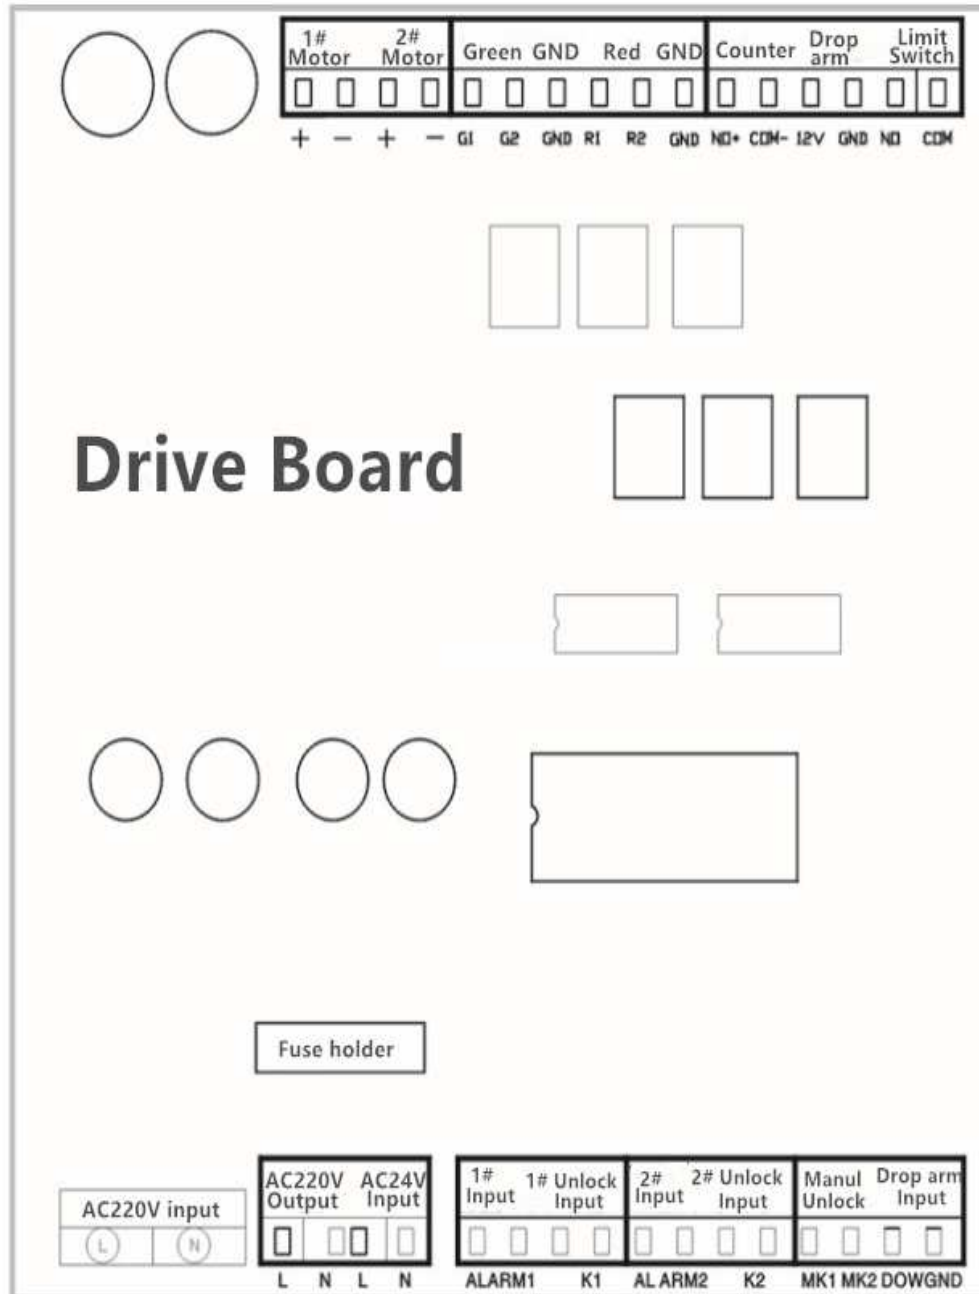 1# 2# Drop Limit
Motor Motor Green GND Red GND Counter arm Switch
+ - + - G1 G2 GND R1 R2 GND NO+ COM- 12V GND NO COM
Drive Board
Fuse holder
AC220V input
L N
AC220V AC24V
Output Input
L N L N
1# 1# Unlock 2# 2# Unlock Manul Drop arm
Input Input Input Input Unlock Input
ALARM1 K1 AL ARM2 K2 MK1 MK2 DOWGND